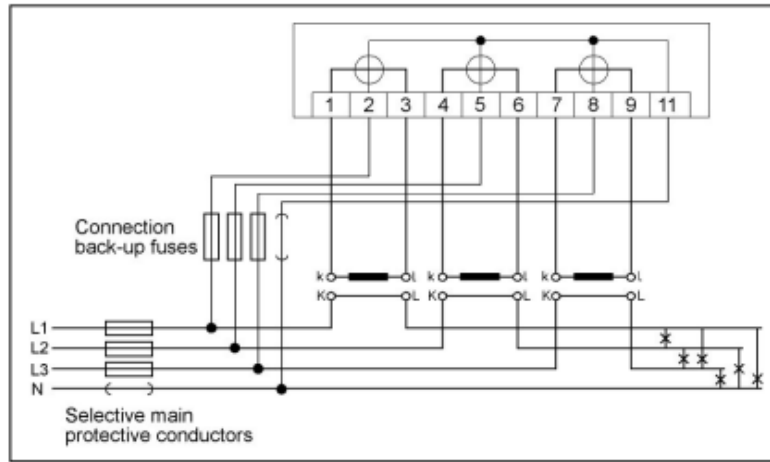 1 2 3 4 5 6 7 8 9 11
Connection
back-up fuses
k l k l k l
K L K L K L
L1
L2
L3
N
Selective main
protective conductors